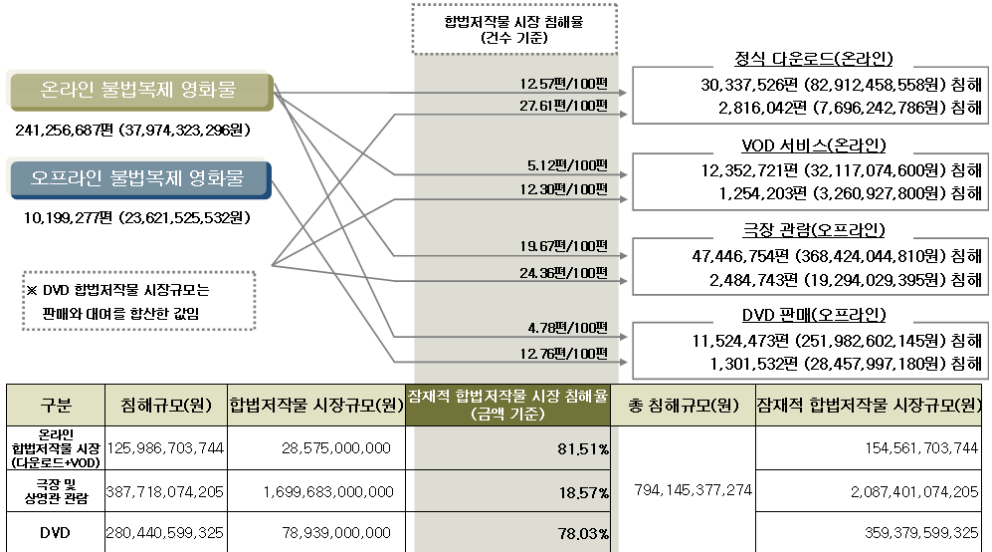 합법저작물 시장 침해율
(건수 기준)
온라인 불법복제 영화물
241,256,687편 (37,974,323,296원)
오프라인 불법복제 영화물
10,199,277편 (23,621,525,532원)
※ DVD 합법저작물 시장규모는
판매와 대여를 합산한 값임
12.57편/100편
27.61편/100편
5.12편/100편
12.30편/100편
19.67편/100편
24.36편/100편
4.78편/100편
12.76편/100편
정식 다운로드(온라인)
30,337,526편 (82,912,458,558원) 침해
2,816,042편 (7,696,242,786원) 침해
VOD 서비스(온라인)
12,352,721편 (32,117,074,600원) 침해
1,254,203편 (3,260,927,800원) 침해
극장 관람(오프라인)
47,446,754편 (368,424,044,810원) 침해
2,484,743편 (19,294,029,395원) 침해
DVD 판매(오프라인)
11,524,473편 (251,982,602,145원) 침해
1,301,532편 (28,457,997,180원) 침해
구분 침해규모(원) 합법저작물 시장규모(원) 잠재적 합법저작물 시장 침해율 (금액 기준) 총 침해규모(원) 잠재적 합법저작물 시장규모(원)
온라인
합법저작물 시장
(다운로드+VOD)
125,986,703,744 28,575,000,000 81.51% 154,561,703,744
극장 및
상영관 관람
387,718,074,205 1,699,683,000,000 18.57% 794,145,377,274 2,087,401,074,205
DVD 280,440,599,325 78,939,000,000 78.03% 359,379,599,325